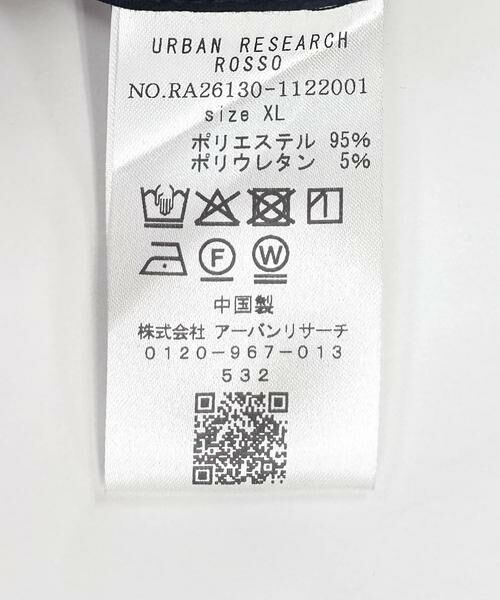 URBAN RESEARCH
ROSSO
NO.RA26130-1122001
size XL
ポリエステル 95%
ポリウレタン 5%
F W
中国製
株式会社 アーバンリサーチ
0120-967-013
532